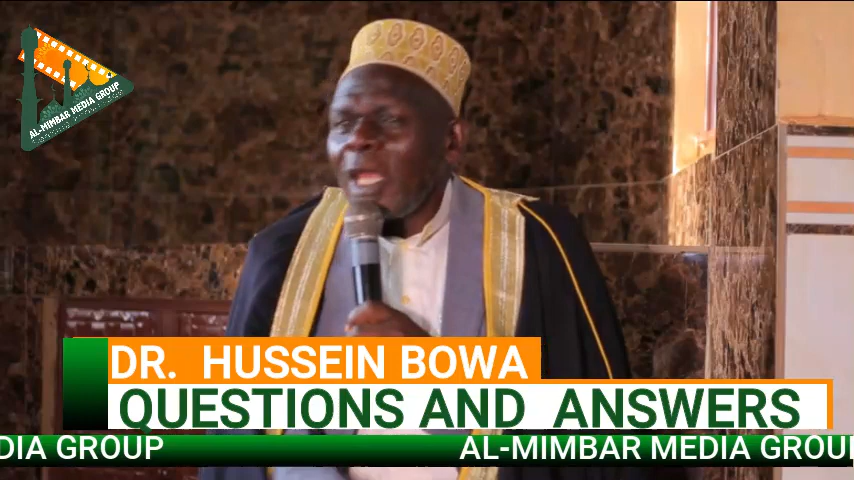 AL-MIMBAR MEDIA GROUP
DR. HUSSEIN BOWA
QUESTIONS AND ANSWERS
DIA GROUP AL-MIMBAR MEDIA GROU